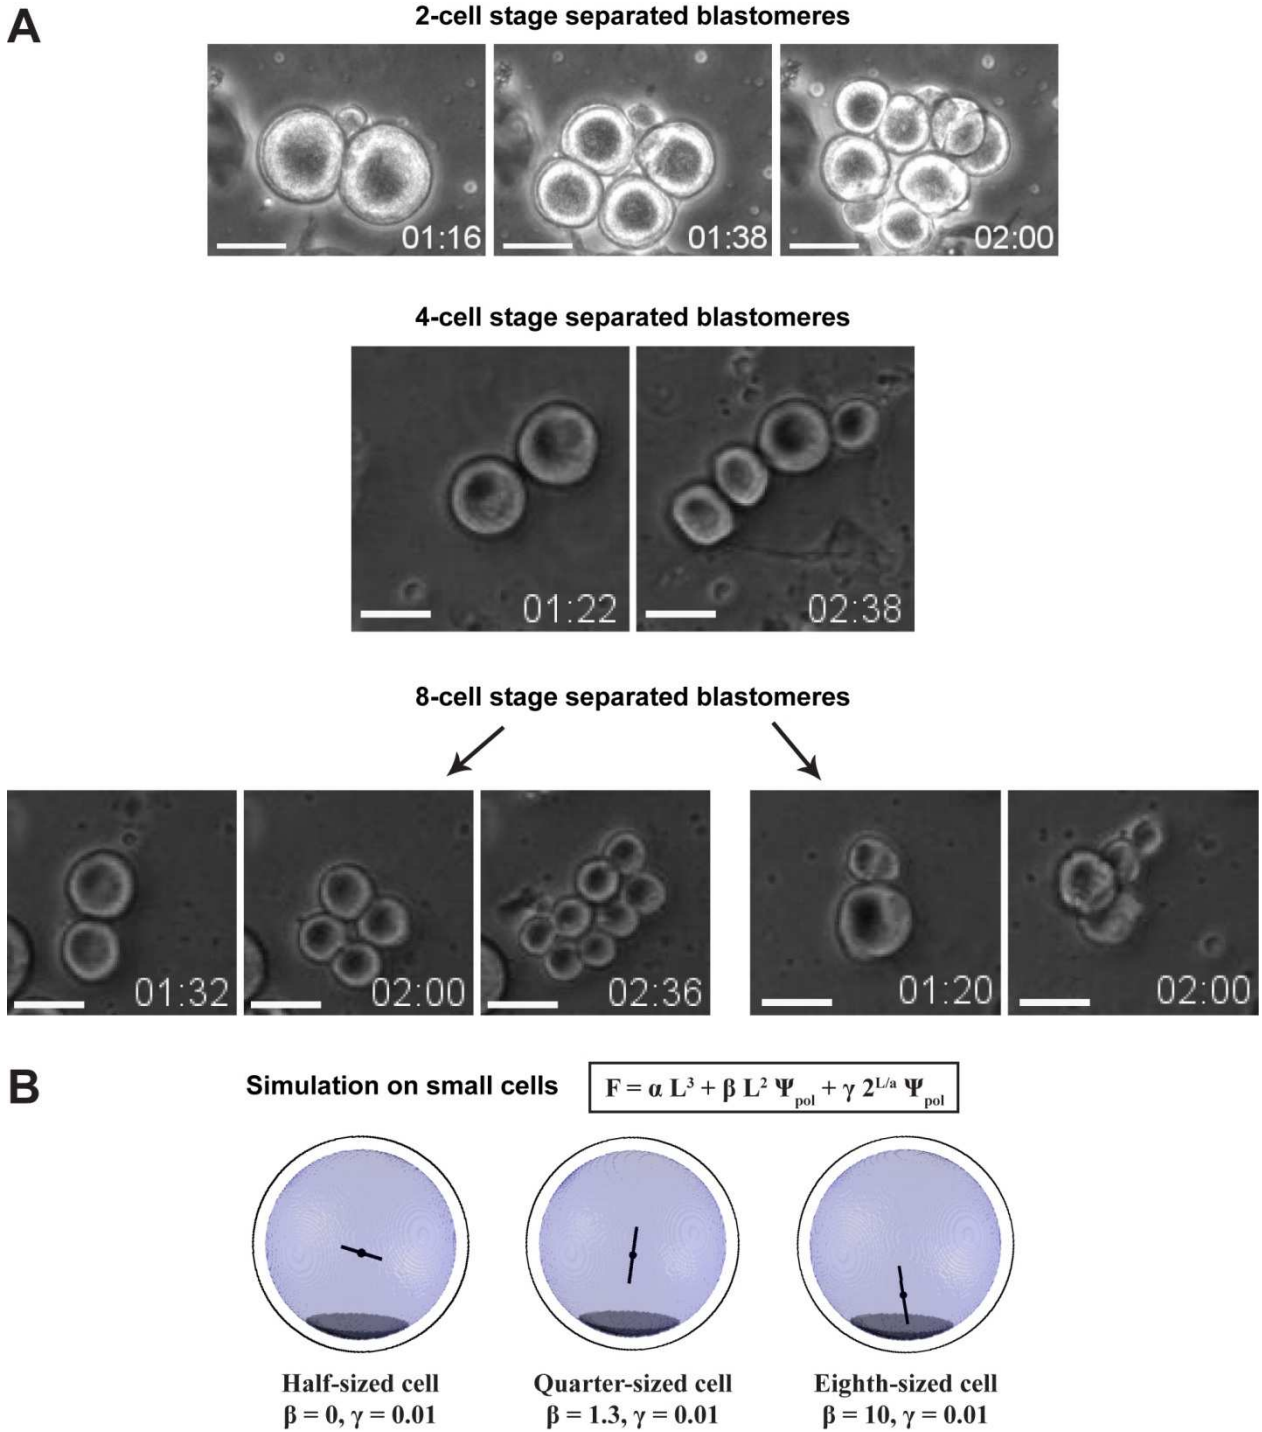 A
2-cell stage separated blastomeres
01:16
01:38
02:00
4-cell stage separated blastomeres
01:22
02:38
8-cell stage separated blastomeres
01:32
02:00
02:36
01:20
02:00
B
Simulation on small cells
F = α L³ + β L² Ψpol + γ 2^L/a Ψpol
Half-sized cell
β = 0, γ = 0.01
Quarter-sized cell
β = 1.3, γ = 0.01
Eighth-sized cell
β = 10, γ = 0.01